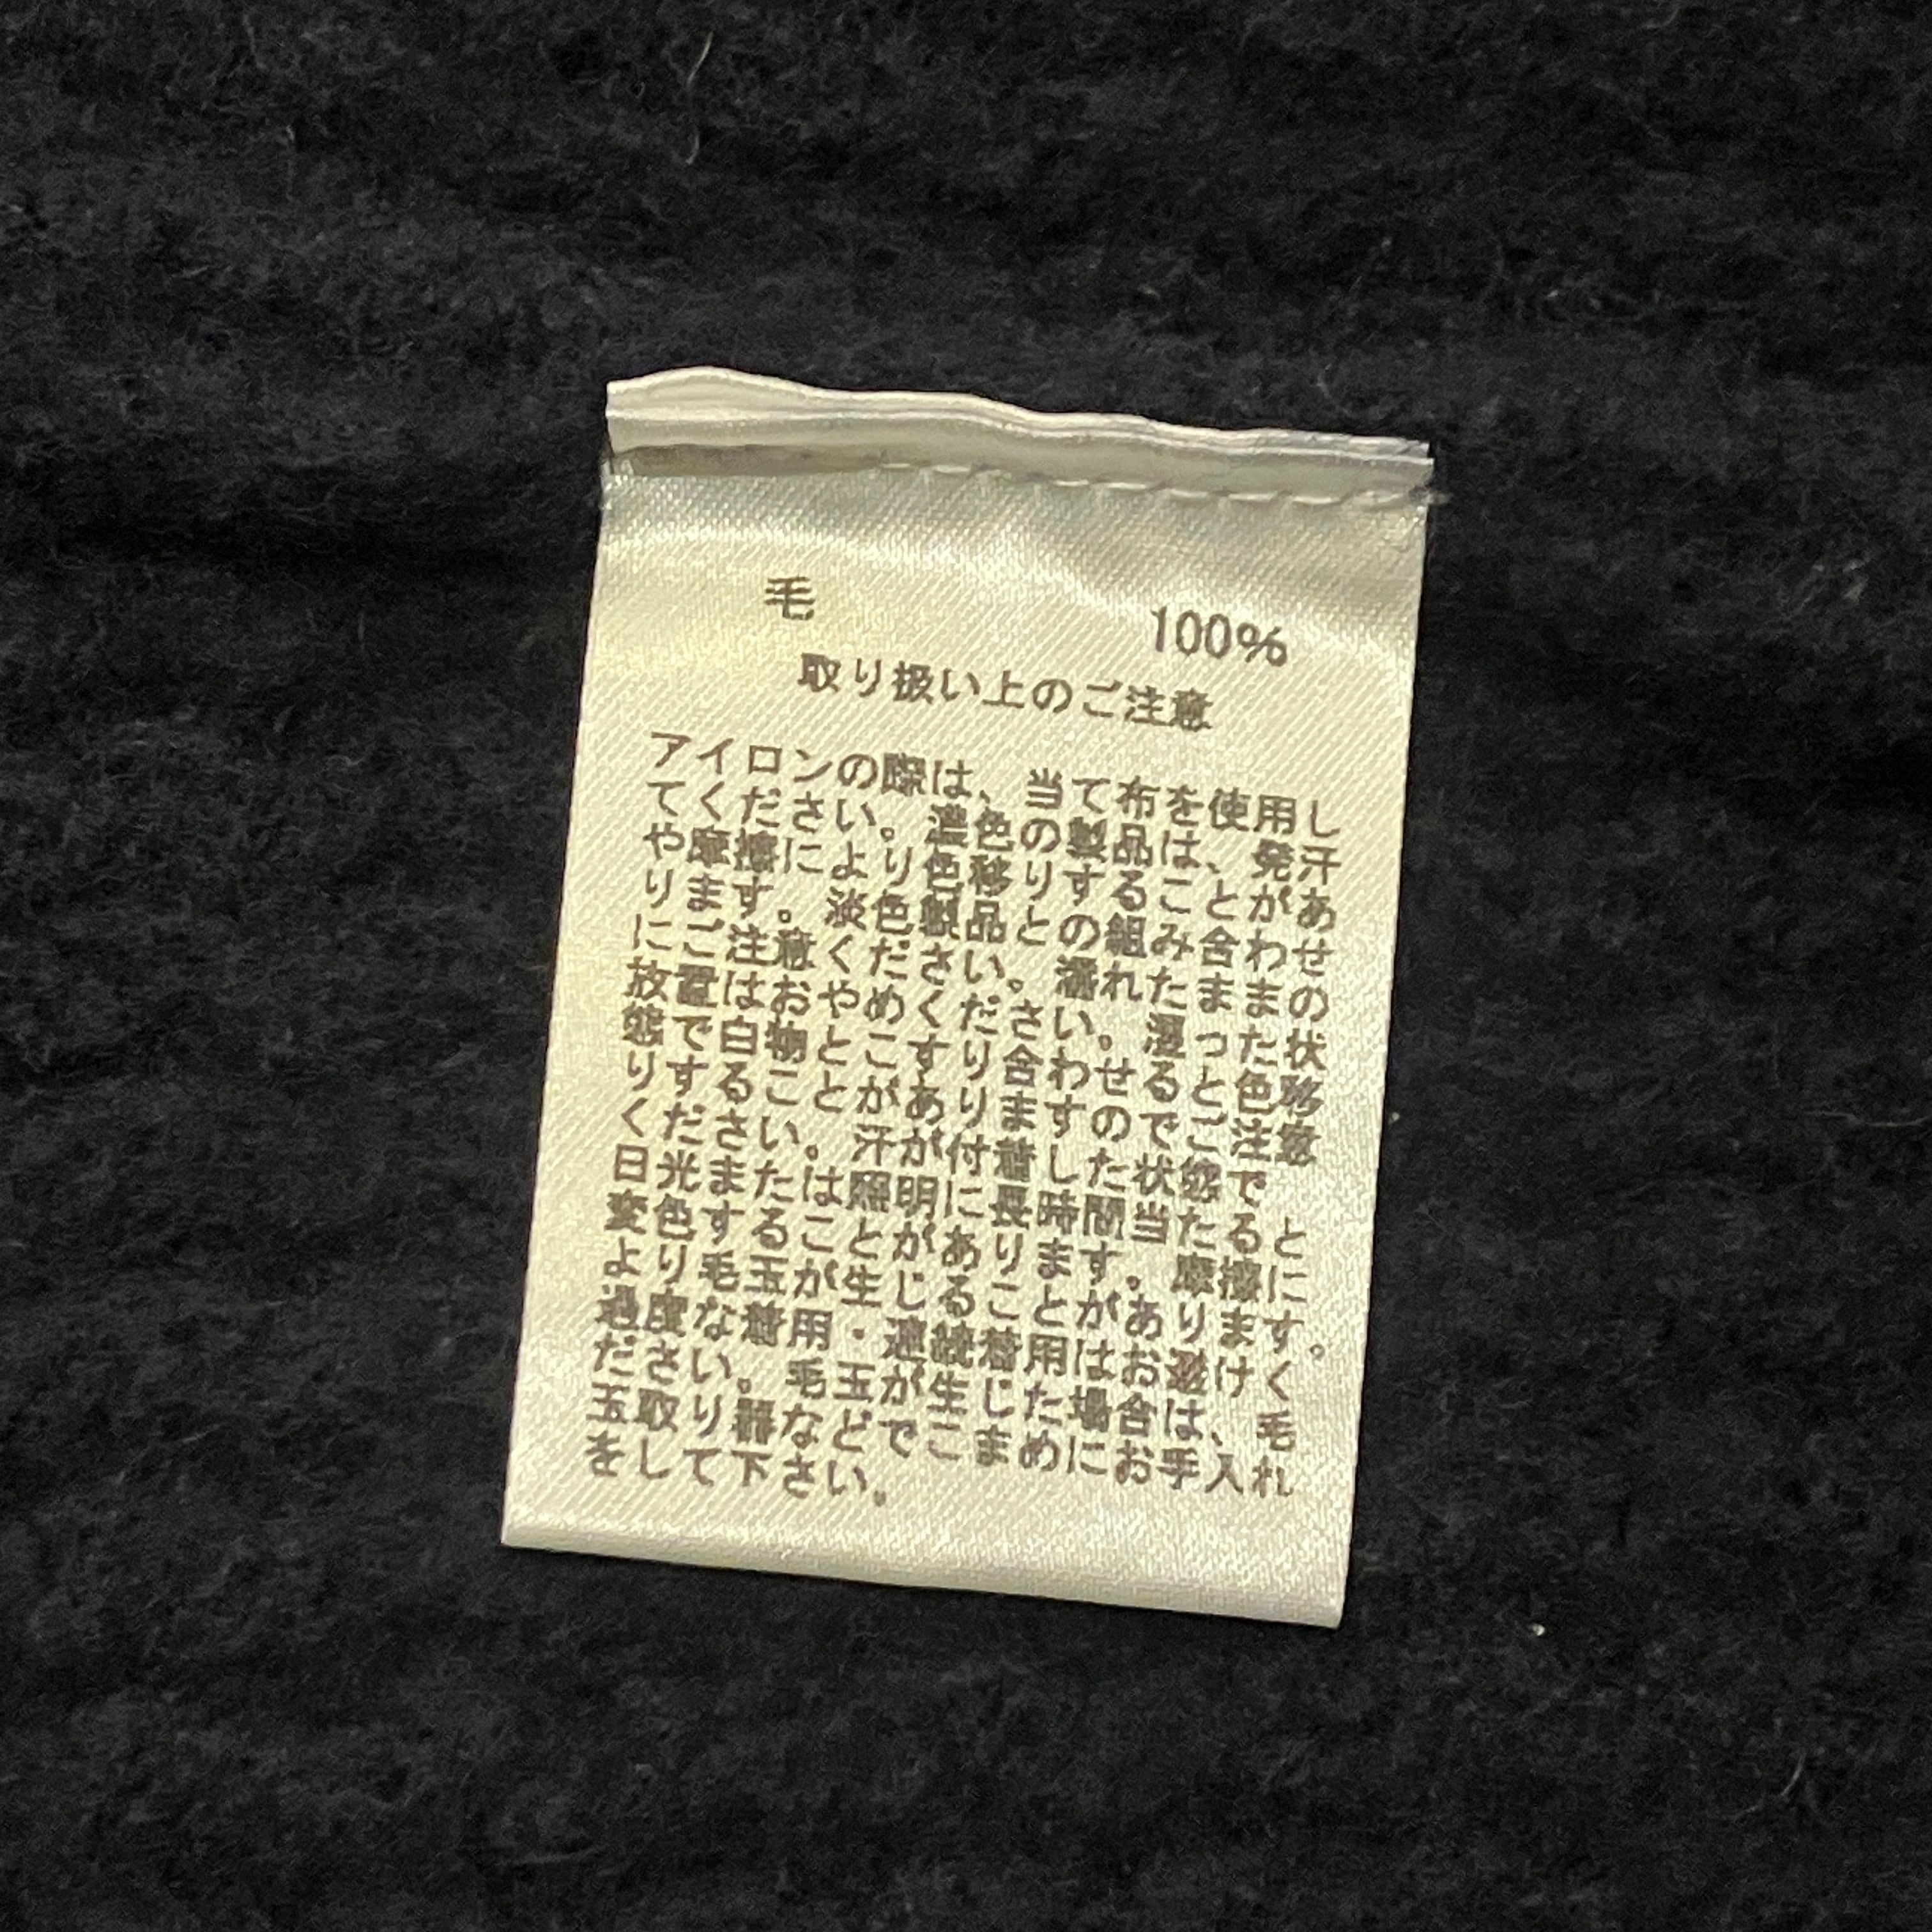 毛 100%
取り扱い上のご注意
アイロンの際は、当て布を使用し
てください。濃色の製品は、発汗
や摩擦により色移りすることがあ
ります。淡色製品との組み合わせ
にご注意ください。濡れたままの
放置はおやめください。湿った状
態で白物とこすり合わせると色移
りすることがありますのでご注意
ください。汗が付着した状態で
日光または照明に長時間当たると
変色することがあります。摩擦に
より毛玉が生じることがあります。
過度な着用・連続着用はお避けく
ださい。毛玉が生じた場合は、毛
玉取り器などでこまめにお手入れ
をして下さい。